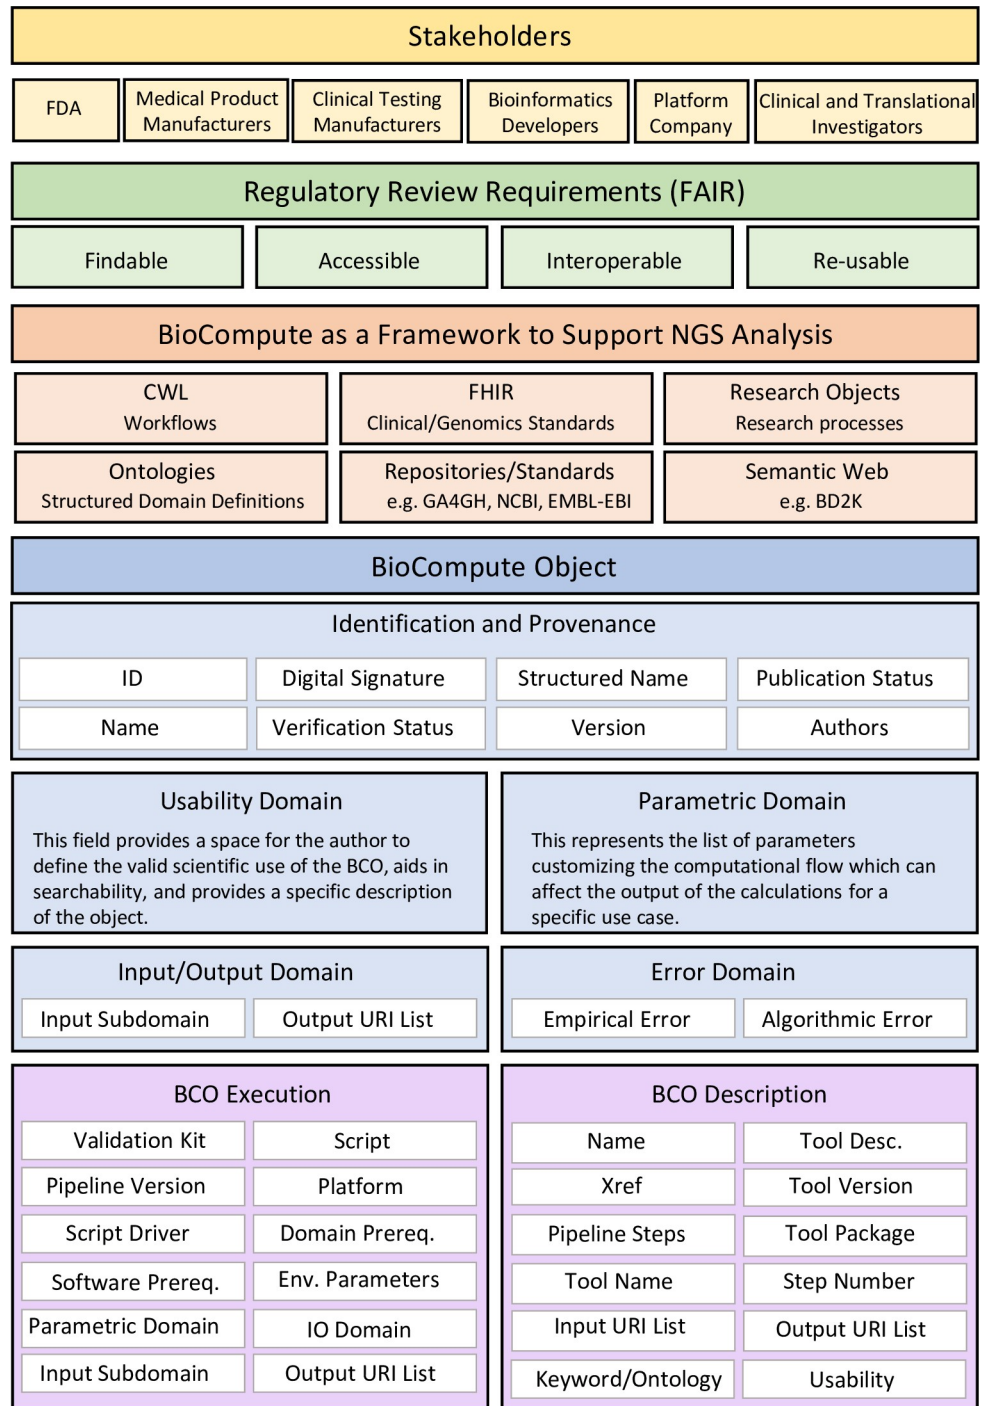 Stakeholders
FDA
Medical Product
Manufacturers
Clinical Testing
Manufacturers
Bioinformatics
Developers
Platform
Company
Clinical and Translational
Investigators
Regulatory Review Requirements (FAIR)
Findable
Accessible
Interoperable
Re-usable
BioCompute as a Framework to Support NGS Analysis
CWL
Workflows
FHIR
Clinical/Genomics Standards
Research Objects
Research processes
Ontologies
Structured Domain Definitions
Repositories/Standards
e.g. GA4GH, NCBI, EMBL-EBI
Semantic Web
e.g. BD2K
BioCompute Object
Identification and Provenance
ID
Digital Signature
Structured Name
Publication Status
Name
Verification Status
Version
Authors
Usability Domain
This field provides a space for the author to
define the valid scientific use of the BCO, aids in
searchability, and provides a specific description
of the object.
Parametric Domain
This represents the list of parameters
customizing the computational flow which can
affect the output of the calculations for a
specific use case.
Input/Output Domain
Input Subdomain
Output URI List
Error Domain
Empirical Error
Algorithmic Error
BCO Execution
Validation Kit
Script
Pipeline Version
Platform
Script Driver
Domain Prereq.
Software Prereq.
Env. Parameters
Parametric Domain
IO Domain
Input Subdomain
Output URI List
BCO Description
Name
Tool Desc.
Xref
Tool Version
Pipeline Steps
Tool Package
Tool Name
Step Number
Input URI List
Output URI List
Keyword/Ontology
Usability